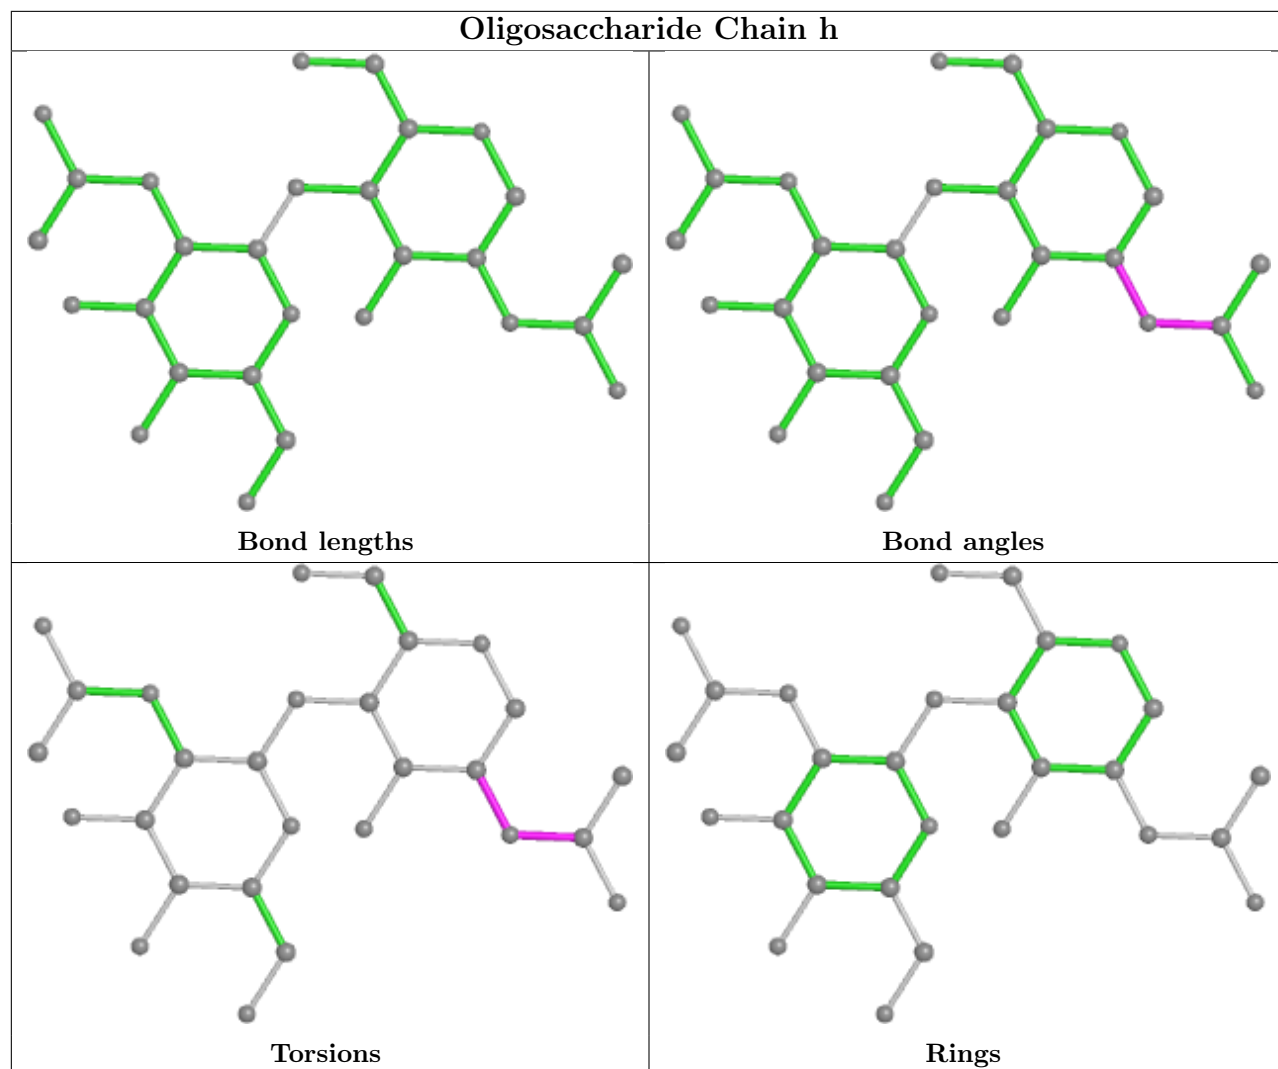 Oligosaccharide Chain h
Bond lengths
Bond angles
Torsions
Rings